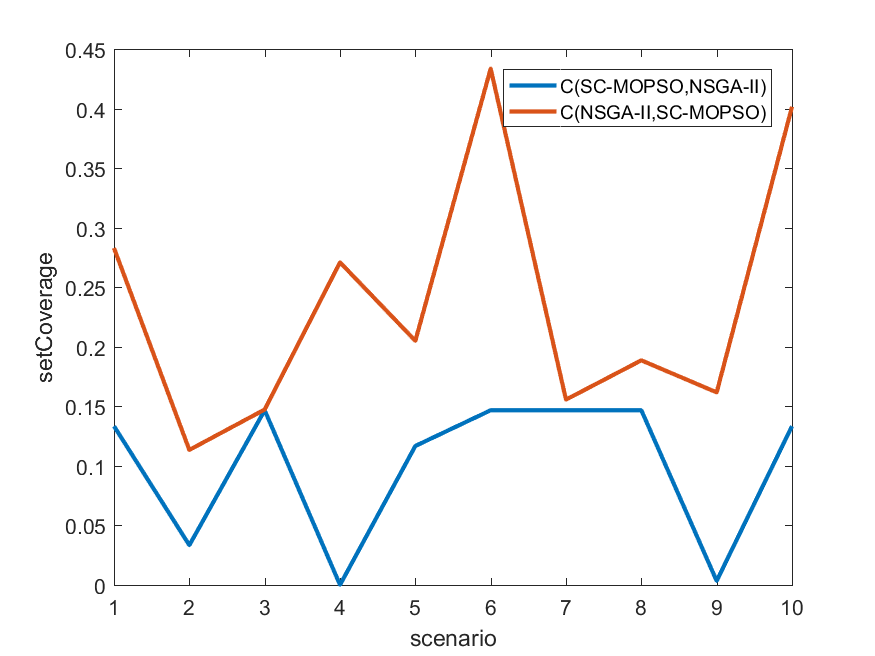 0.45
0.4
0.35
0.3
0.25
0.2
0.15
0.1
0.05
0
setCoverage
C(SC-MOPSO,NSGA-II)
C(NSGA-II,SC-MOPSO)
1 2 3 4 5 6 7 8 9 10
scenario